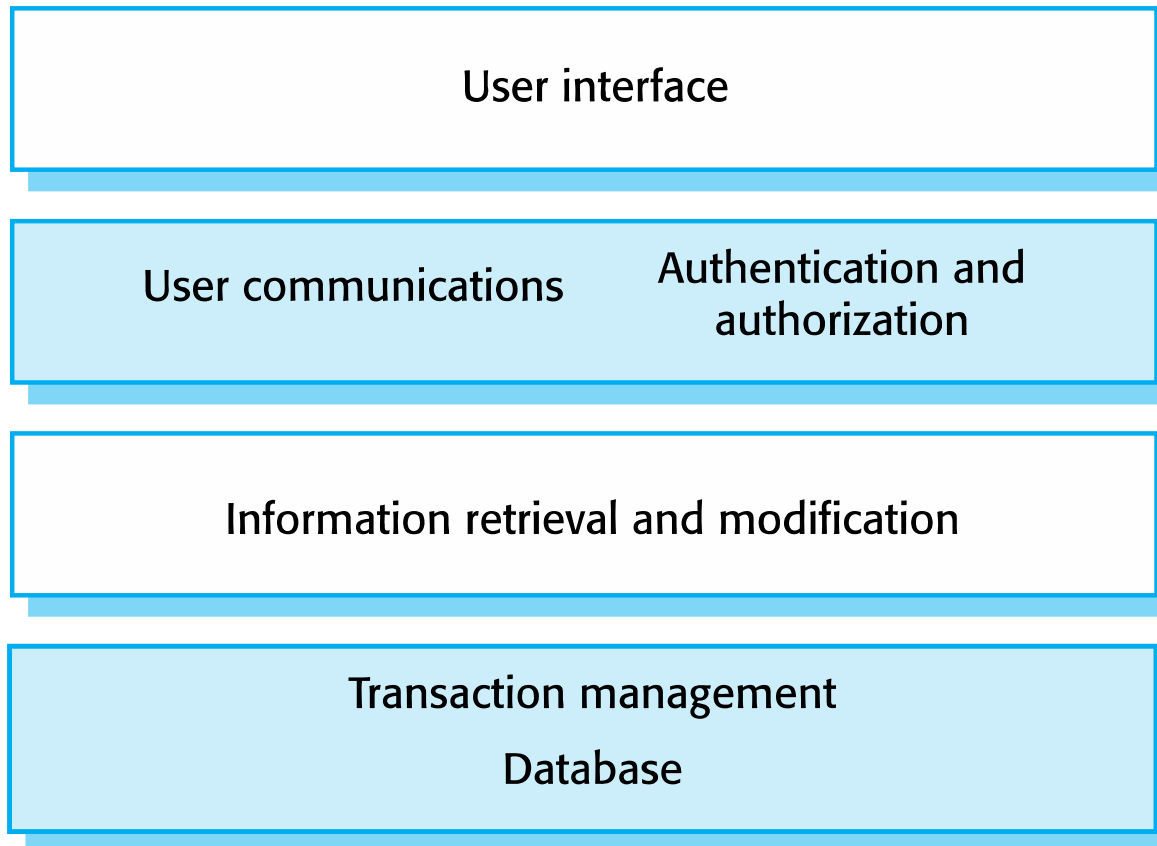 User interface
User communications
Authentication and
authorization
Information retrieval and modification
Transaction management
Database